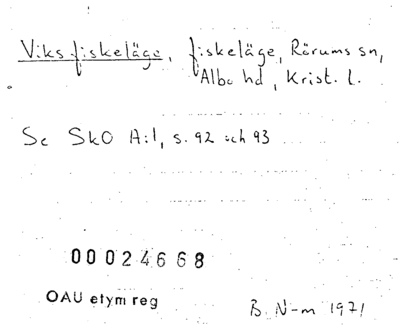 Viks fiskeläge, fiskeläge, Rörums sn,
Albo hd, Krist. l.
Se SkO A:1, s. 92 och 93
00024668
OAU etym reg
B. N-m 1971